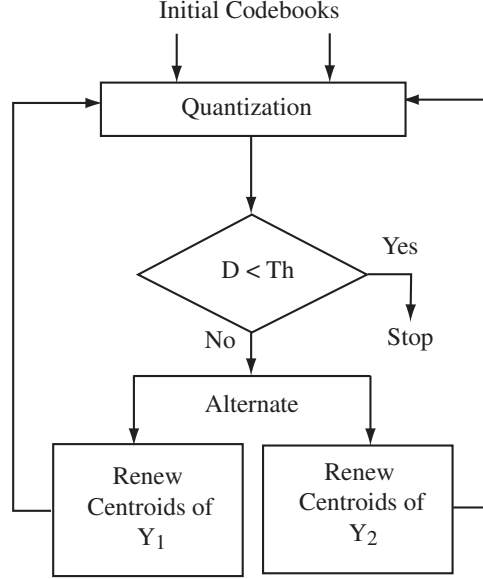 Initial Codebooks
Quantization
D < Th
Yes
No
Stop
Alternate
Renew
Centroids of
Y1
Renew
Centroids of
Y2